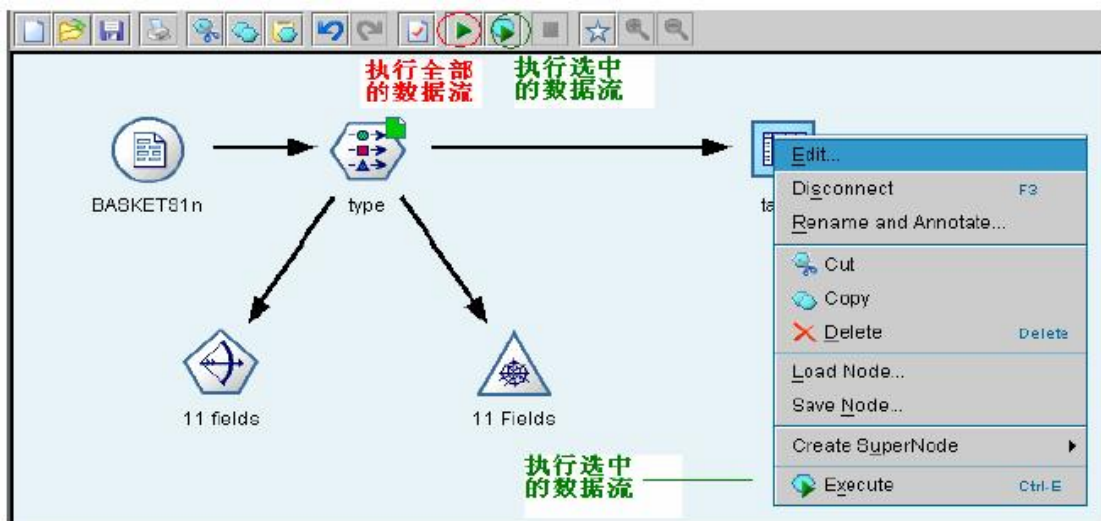 执行全部
的数据流
执行选中
的数据流
BASKETS1n
type
11 fields
11 Fields
Edit...
Disconnect F3
Rename and Annotate...
Cut
Copy
Delete Delete
Load Node...
Save Node...
Create SuperNode
Execute Ctrl-E
执行选中
的数据流